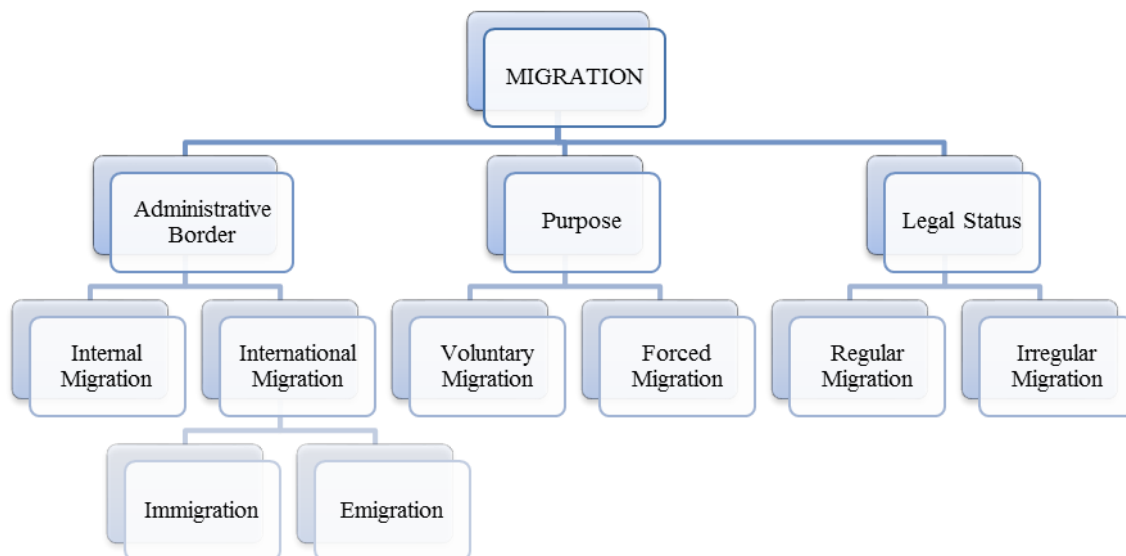 MIGRATION
Administrative
Border
Purpose
Legal Status
Internal
Migration
International
Migration
Voluntary
Migration
Forced
Migration
Regular
Migration
Irregular
Migration
Immigration
Emigration